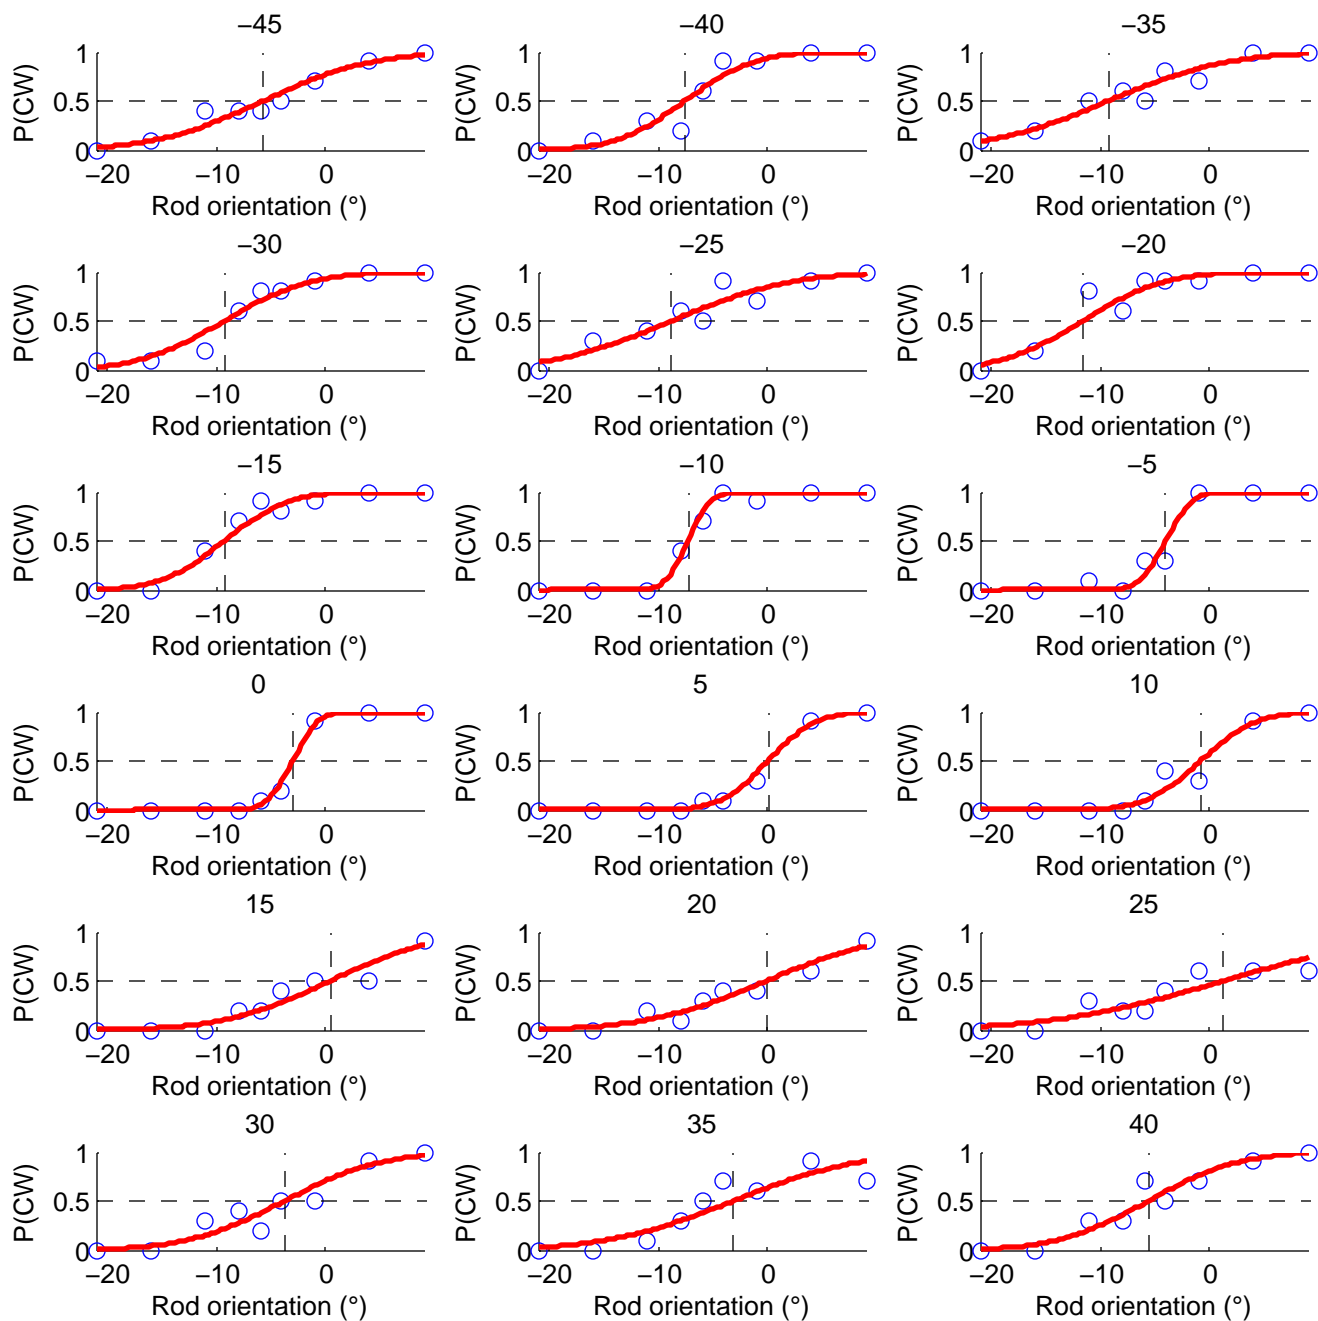 −45 −40 −35
1 1 1
P(CW) 0.5 P(CW) 0.5 P(CW) 0.5
0 0 0
−20 −10 0 −20 −10 0 −20 −10 0
Rod orientation (°) Rod orientation (°) Rod orientation (°)
−30 −25 −20
1 1 1
P(CW) 0.5 P(CW) 0.5 P(CW) 0.5
0 0 0
−20 −10 0 −20 −10 0 −20 −10 0
Rod orientation (°) Rod orientation (°) Rod orientation (°)
−15 −10 −5
1 1 1
P(CW) 0.5 P(CW) 0.5 P(CW) 0.5
0 0 0
−20 −10 0 −20 −10 0 −20 −10 0
Rod orientation (°) Rod orientation (°) Rod orientation (°)
0 5 10
1 1 1
P(CW) 0.5 P(CW) 0.5 P(CW) 0.5
0 0 0
−20 −10 0 −20 −10 0 −20 −10 0
Rod orientation (°) Rod orientation (°) Rod orientation (°)
15 20 25
1 1 1
P(CW) 0.5 P(CW) 0.5 P(CW) 0.5
0 0 0
−20 −10 0 −20 −10 0 −20 −10 0
Rod orientation (°) Rod orientation (°) Rod orientation (°)
30 35 40
1 1 1
P(CW) 0.5 P(CW) 0.5 P(CW) 0.5
0 0 0
−20 −10 0 −20 −10 0 −20 −10 0
Rod orientation (°) Rod orientation (°) Rod orientation (°)